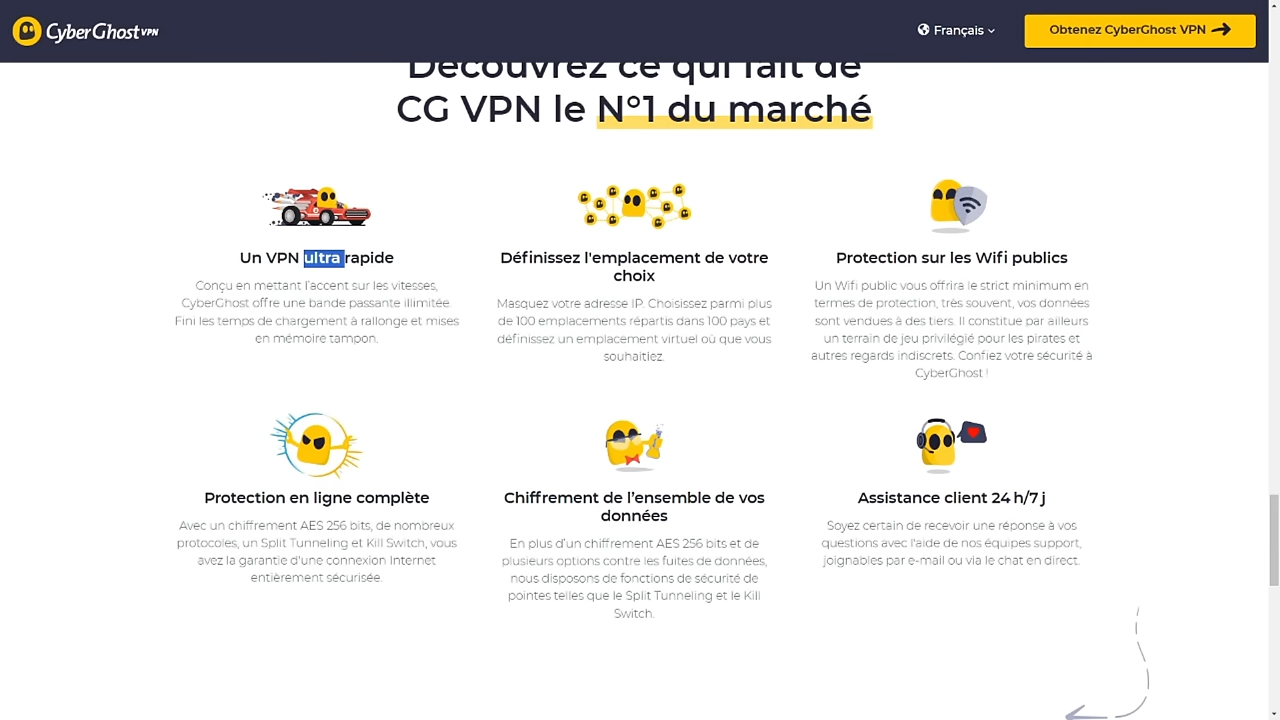 CyberGhost VPN
Français
Obtenez CyberGhost VPN
Découvrez ce qui fait de
CG VPN le N°1 du marché
Un VPN ultra rapide
Conçu en mettant l'accent sur les vitesses,
CyberGhost offre une bande passante illimitée.
Fini les temps de chargement à rallonge et mises
en mémoire tampon.
Définissez l'emplacement de votre
choix
Masquez votre adresse IP. Choisissez parmi plus
de 100 emplacements répartis dans 100 pays et
définissez un emplacement virtuel où que vous
souhaitiez.
Protection sur les Wifi publics
Un Wifi public vous offrira le strict minimum en
termes de protection, très souvent, vos données
sont vendues à des tiers. Il constitue par ailleurs
un terrain de jeu privilégié pour les pirates et
autres regards indiscrets. Confiez votre sécurité à
CyberGhost !
Protection en ligne complète
Avec un chiffrement AES 256 bits, de nombreux
protocoles, un Split Tunneling et Kill Switch, vous
avez la garantie d'une connexion Internet
entièrement sécurisée.
Chiffrement de l’ensemble de vos
données
En plus d’un chiffrement AES 256 bits et de
plusieurs options contre les fuites de données,
nous disposons de fonctions de sécurité de
pointes telles que le Split Tunneling et le Kill
Switch.
Assistance client 24 h/7 j
Soyez certain de recevoir une réponse à vos
questions avec l'aide de nos équipes support,
joignables par e-mail ou via le chat en direct.